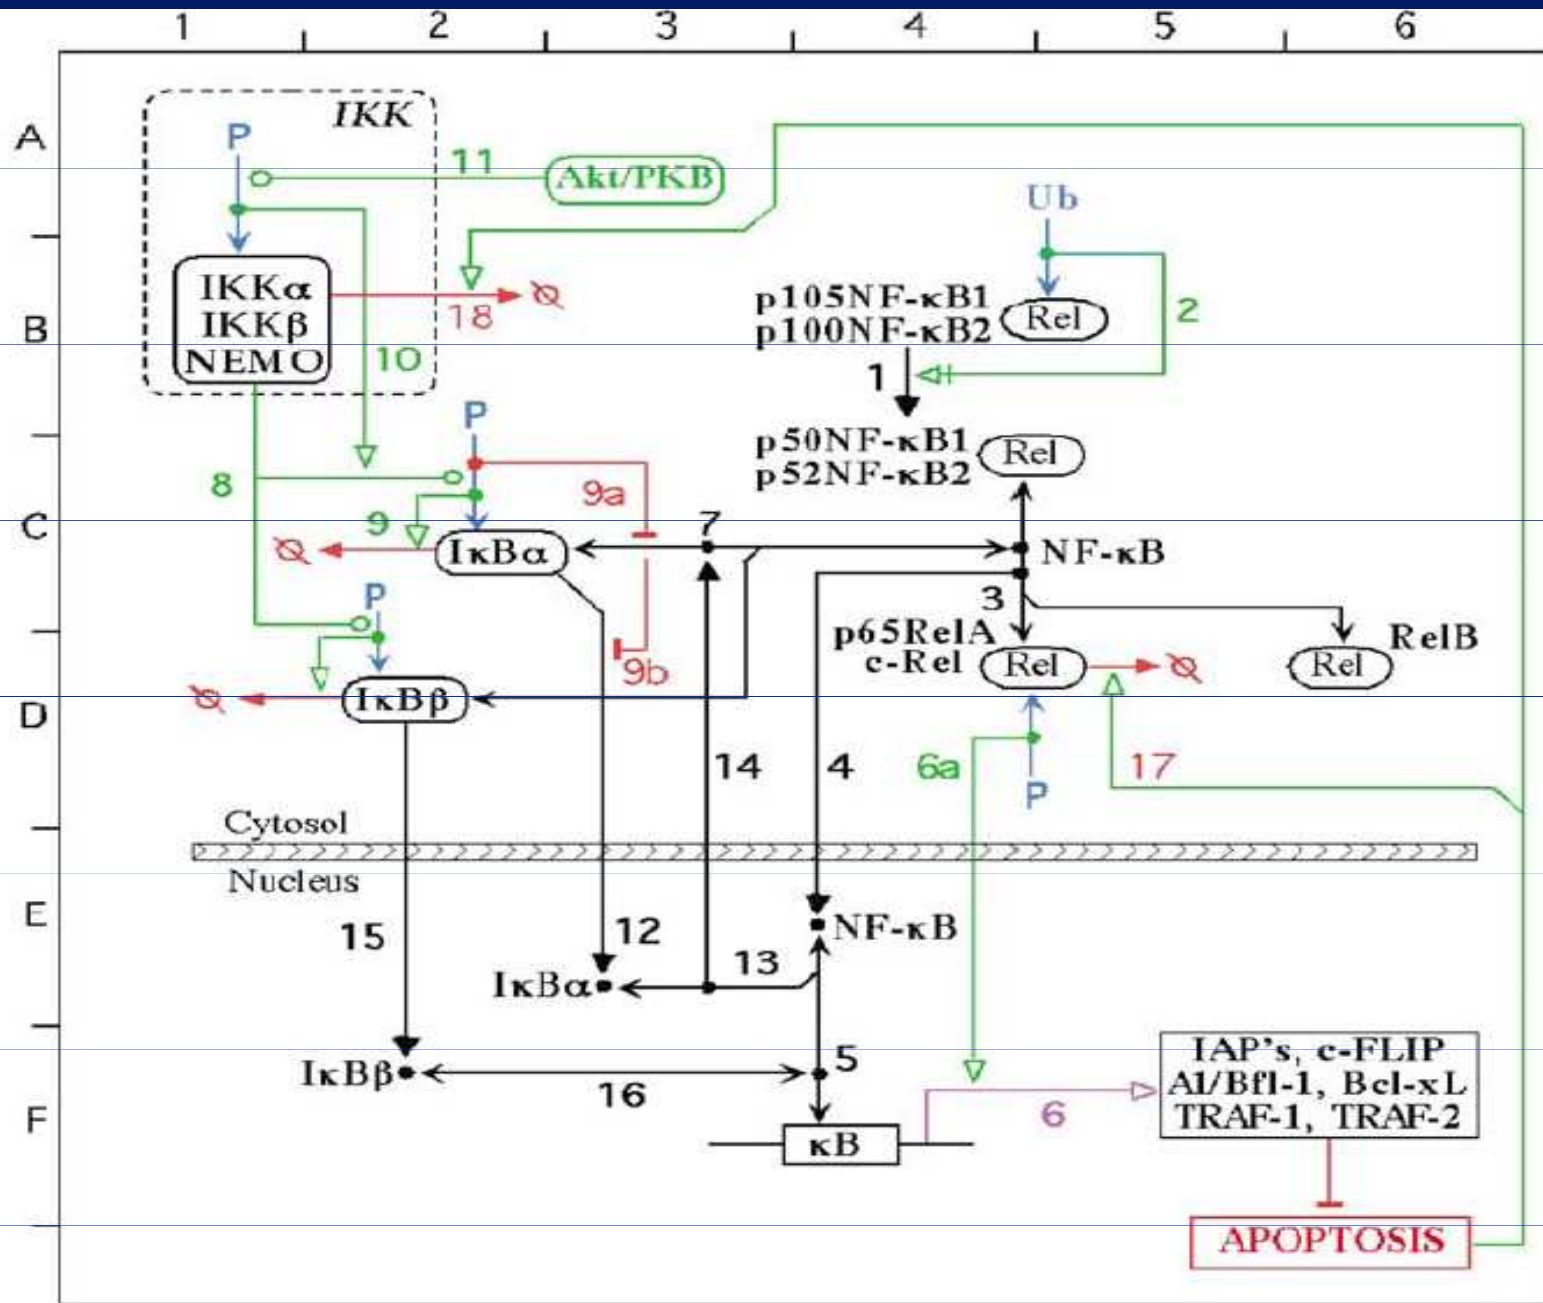 1 2 3 4 5 6
A
IKK
P
11
Akt/PKB
Ub
IKKα
IKKβ
NEMO
18
10
B
p105NF-κB1
p100NF-κB2
Rel
2
1
P
p50NF-κB1
p52NF-κB2
Rel
8
9a
9
C
7
IκBα
NF-κB
P
3
p65RelA
c-Rel
Rel
RelB
Rel
9b
IκBβ
D
14
4
6a
17
P
Cytosol
Nucleus
E
15
12
NF-κB
13
IκBα
5
IκBβ
16
IAP's, c-FLIP
A1/Bfl-1, Bcl-xL
TRAF-1, TRAF-2
6
F
κB
APOPTOSIS